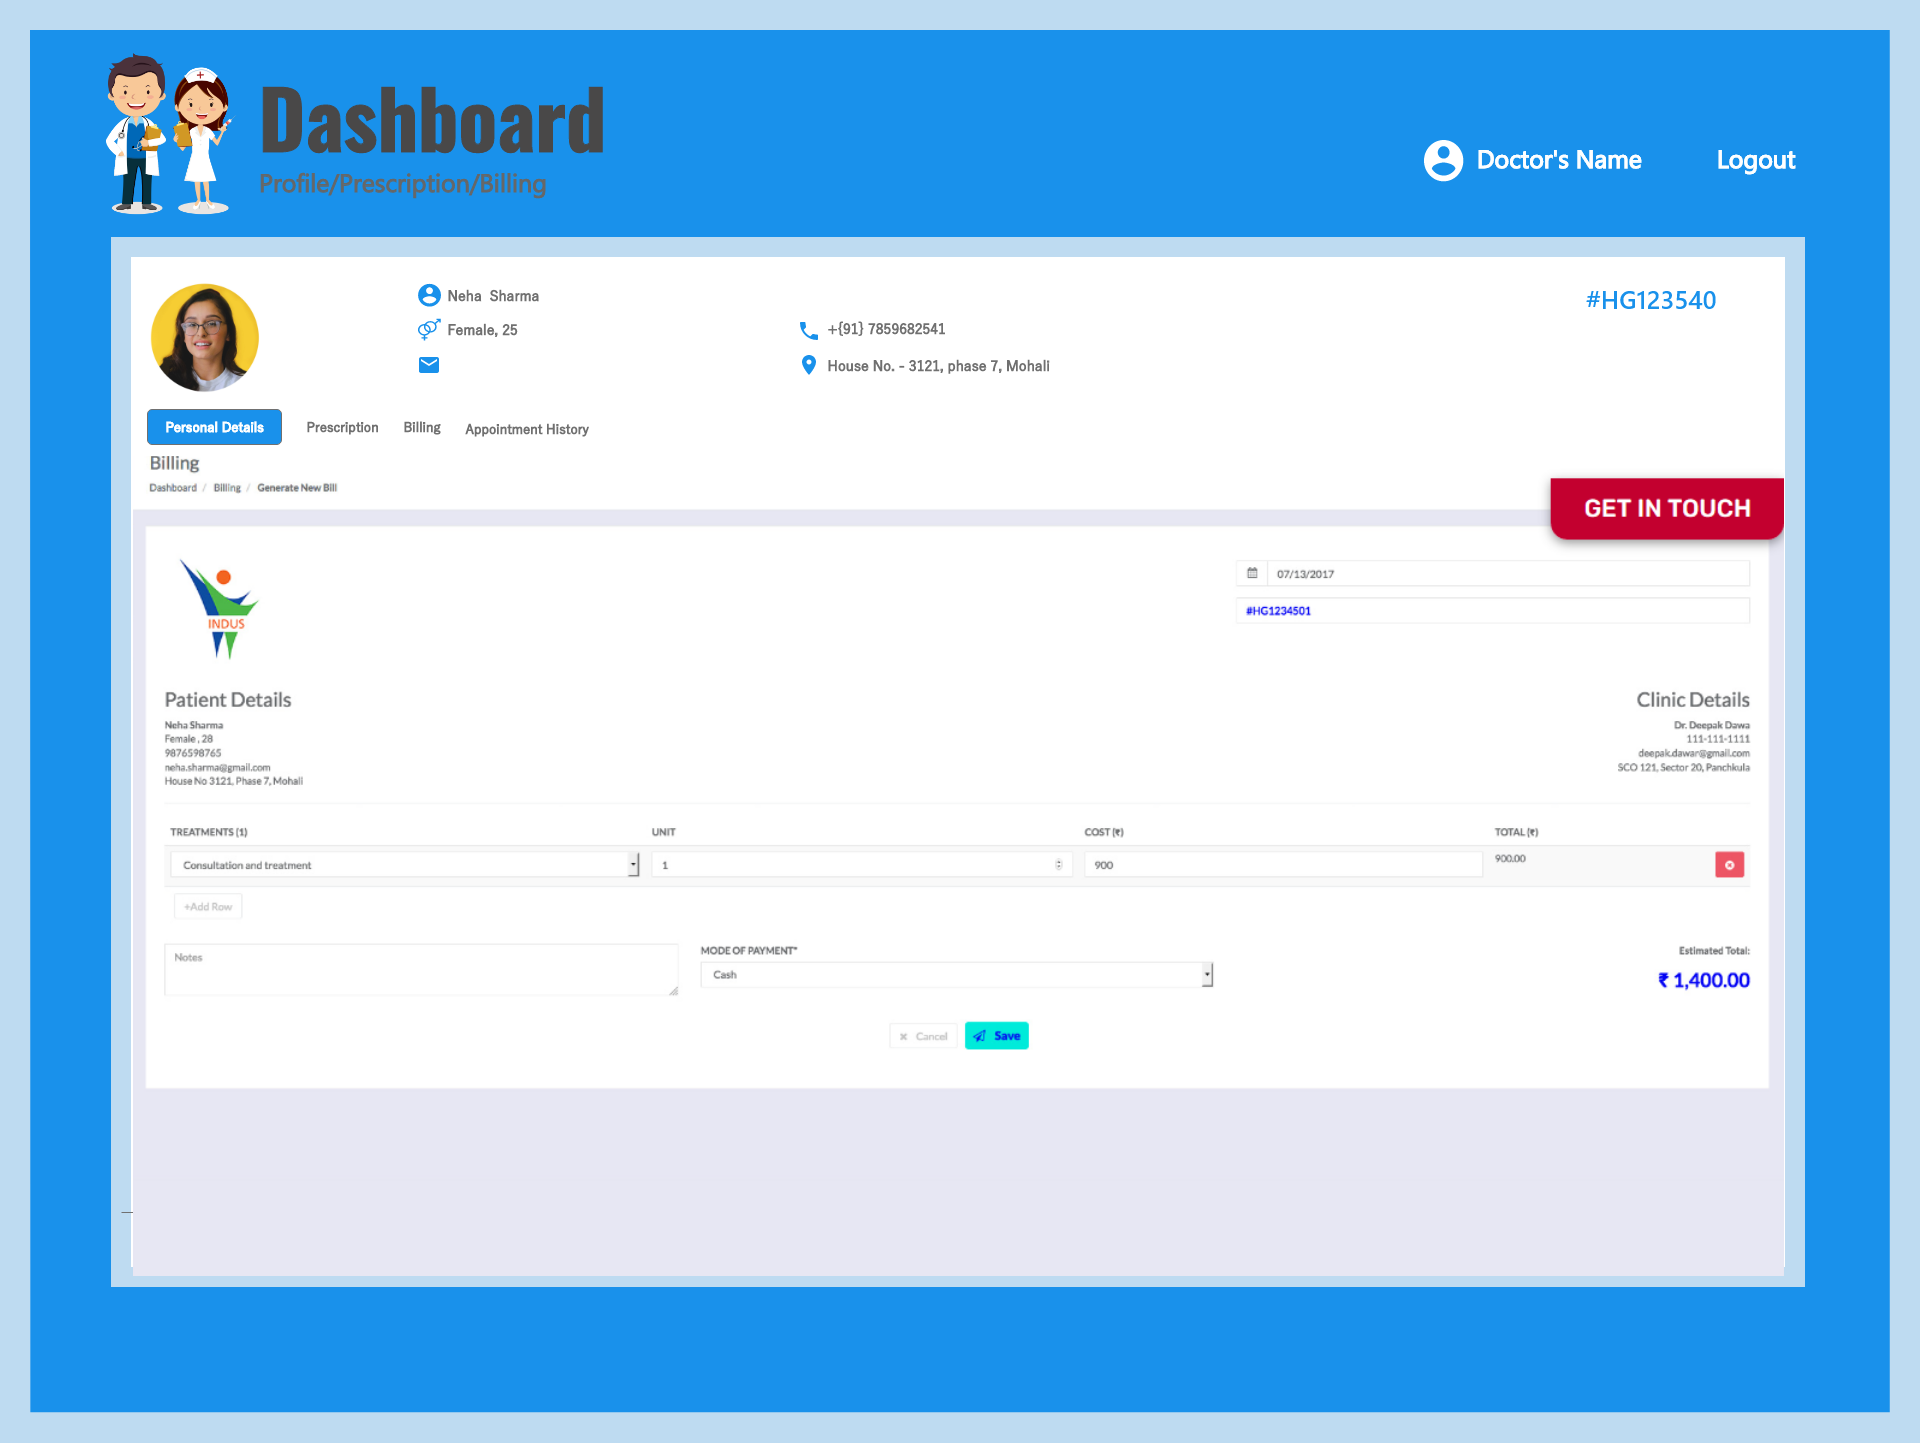 Dashboard
Profile/Prescription/Billing
Doctor's Name
Logout
Neha Sharma
#HG123540
Female, 25
+{91} 7859682541
House No. - 3121, phase 7, Mohali
Personal Details
Prescription
Billing
Appointment History
Billing
Dashboard / Billing / Generate New Bill
GET IN TOUCH
INDUS
07/13/2017
#HG1234501
Patient Details
Neha Sharma
Female , 28
9876598765
neha.sharma@gmail.com
House No 3121, Phase 7, Mohali
Clinic Details
Dr. Deepak Dawa
111-111-1111
deepak.dawar@gmail.com
SCO 121, Sector 20, Panchkula
TREATMENTS (1)
UNIT
COST (₹)
TOTAL (₹)
Consultation and treatment
1
900
900.00
+Add Row
Notes
MODE OF PAYMENT*
Cash
Estimated Total:
₹ 1,400.00
Cancel
Save